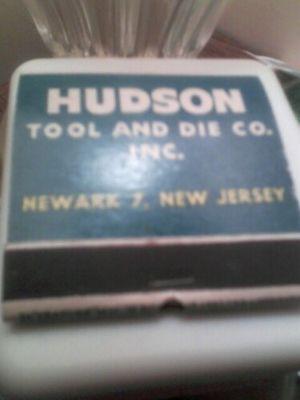 HUDSON
TOOL AND DIE CO.
INC.
NEWARK 7, NEW JERSEY